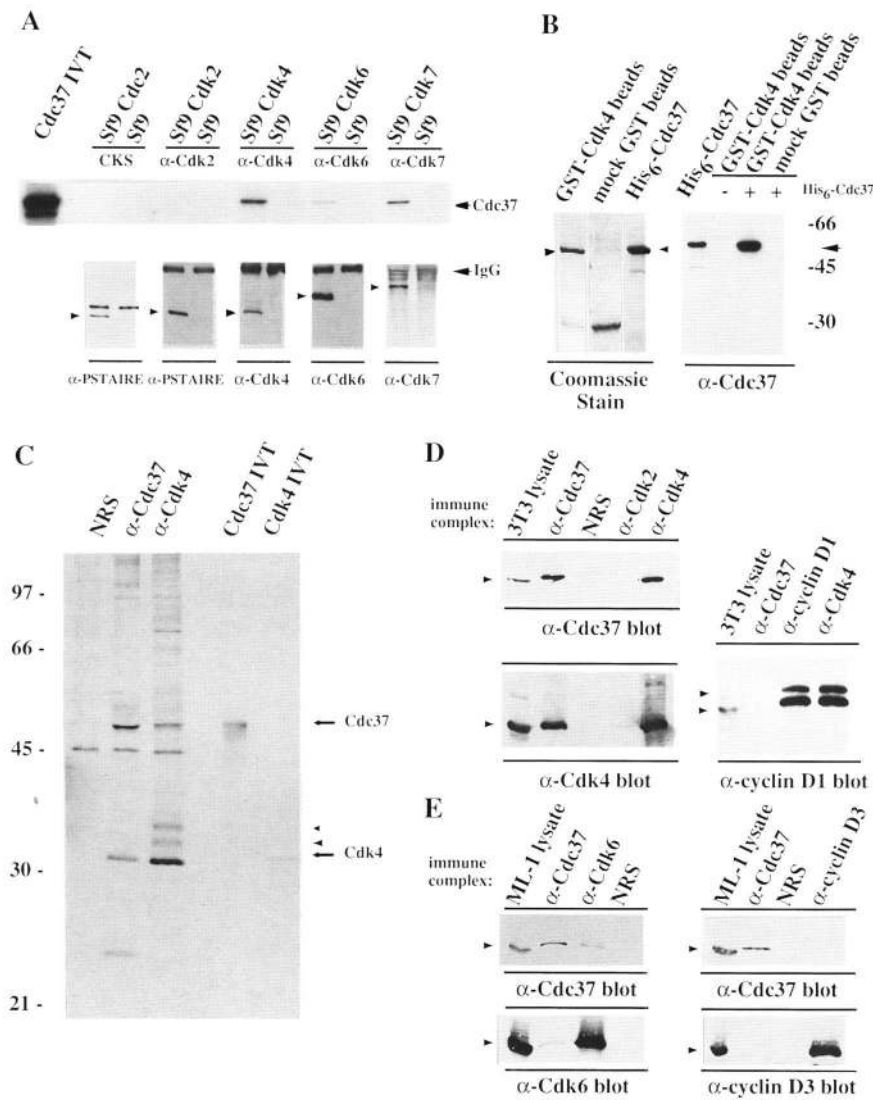 A
Cdc37 IVT
Sf9 Cdc2
Sf9
Sf9 Cdk2
Sf9
Sf9 Cdk4
Sf9
Sf9 Cdk6
Sf9
Sf9 Cdk7
Sf9
CKS α-Cdk2 α-Cdk4 α-Cdk6 α-Cdk7
Cdc37
IgG
α-PSTAIRE α-PSTAIRE α-Cdk4 α-Cdk6 α-Cdk7
B
GST-Cdk4 beads
mock GST beads
His6-Cdc37
His6-Cdc37
GST-Cdk4 beads
GST-Cdk4 beads
mock GST beads
- + + His6-Cdc37
-66
-45
-30
Coomassic
Stain
α-Cdc37
C
NRS
α-Cdc37
α-Cdk4
Cdc37 IVT
Cdk4 IVT
97 -
66 -
45 -
30 -
21 -
Cdc37
Cdk4
D
immune
complex:
3T3 lysate
α-Cdc37
NRS
α-Cdk2
α-Cdk4
α-Cdc37 blot
α-Cdk4 blot
3T3 lysate
α-Cdc37
α-cyclin D1
α-Cdk4
α-cyclin D1 blot
E
immune
complex:
ML-1 lysate
α-Cdc37
α-Cdk6
NRS
α-Cdc37 blot
α-Cdk6 blot
ML-1 lysate
α-Cdc37
NRS
α-cyclin D3
α-Cdc37 blot
α-cyclin D3 blot